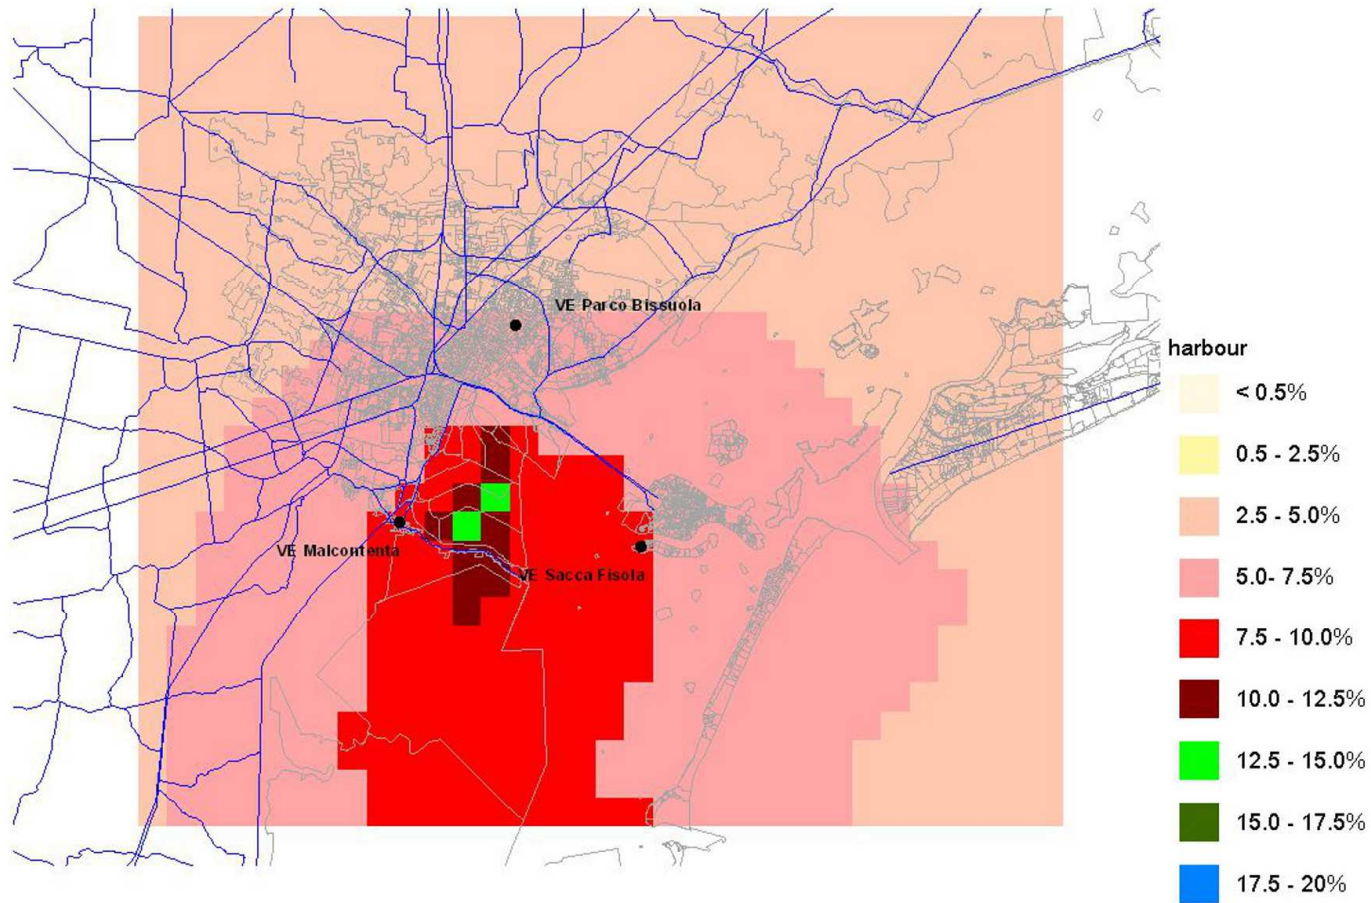 VE Parco Bissuola
VE Malcontenta
VE Sacca Fisola
harbour
< 0.5%
0.5 - 2.5%
2.5 - 5.0%
5.0- 7.5%
7.5 - 10.0%
10.0 - 12.5%
12.5 - 15.0%
15.0 - 17.5%
17.5 - 20%